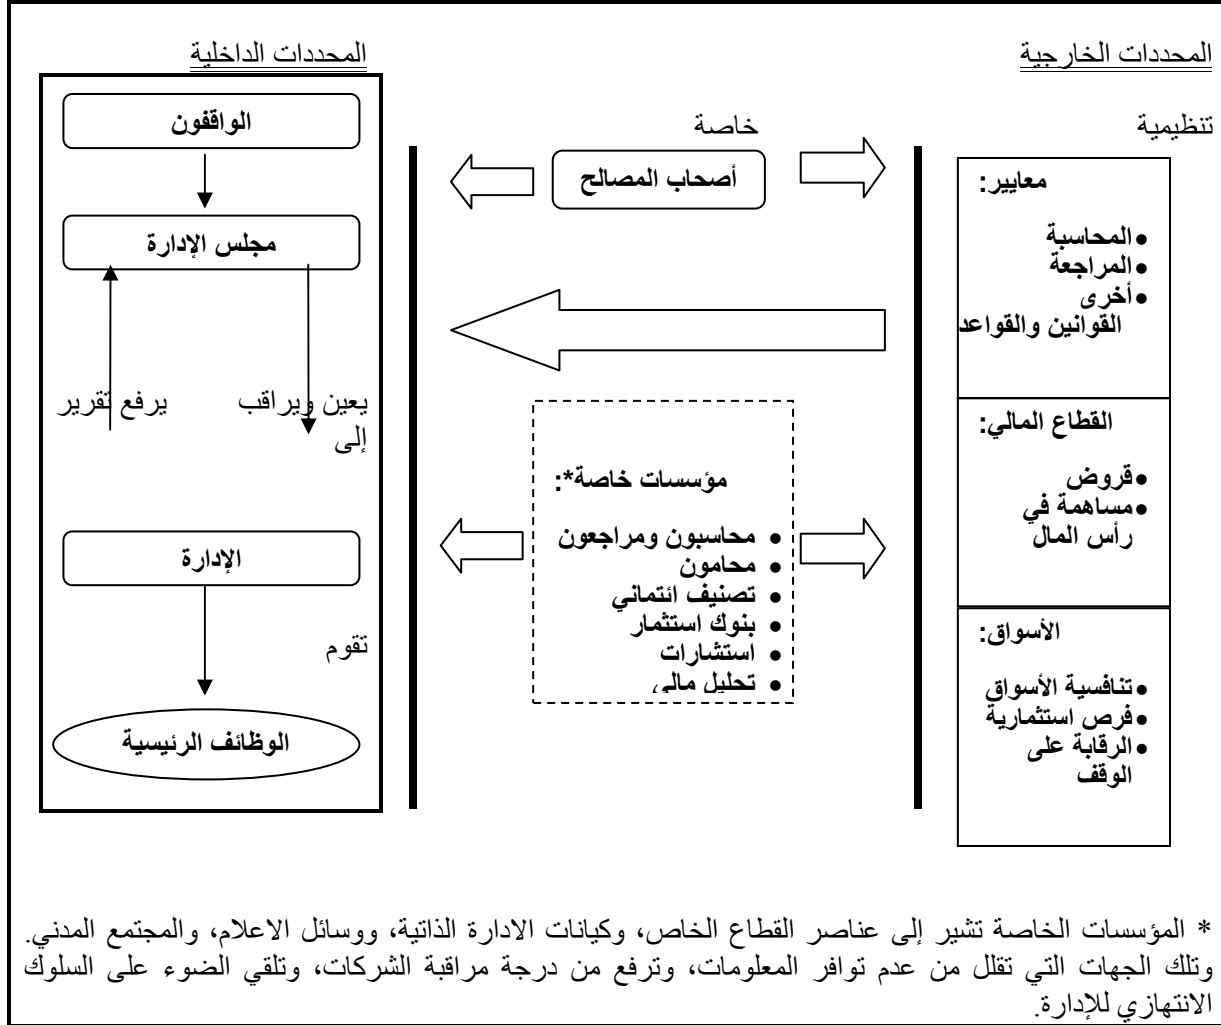 المحددات الخارجية
المحددات الداخلية
تنظيمية
خاصة
معايير:
•المحاسبة
•المراجعة
•أخرى
القوانين والقواعد
القطاع المالي:
•قروض
•مساهمة في
رأس المال
الأسواق:
•تنافسية الأسواق
•فرص استثمارية
•الرقابة على
الوقف
أصحاب المصالح
مؤسسات خاصة*:
• محاسبون ومراجعون
• محامون
• تصنيف ائتماني
• بنوك استثمار
• استشارات
• تحليل مالي
الواقفون
مجلس الإدارة
يعين ويراقب
يرفع تقرير
إلى
الإدارة
تقوم
الوظائف الرئيسية
* المؤسسات الخاصة تشير إلى عناصر القطاع الخاص، وكيانات الادارة الذاتية، ووسائل الاعلام، والمجتمع المدني.
وتلك الجهات التي تقلل من عدم توافر المعلومات، وترفع من درجة مراقبة الشركات، وتلقي الضوء على السلوك
الانتهازي للإدارة.